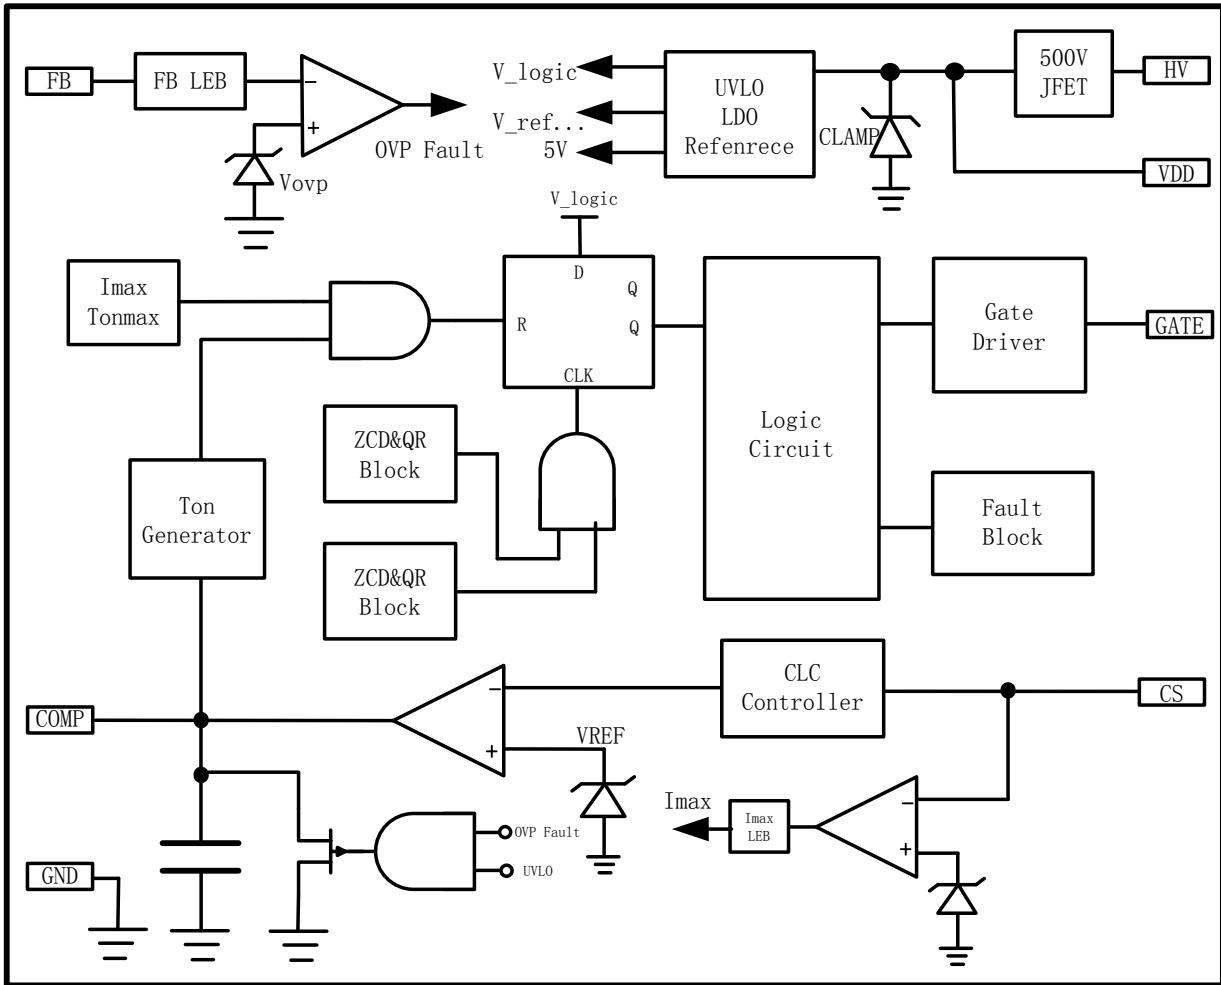 FB
FB LEB
−
+
OVP Fault
Vovp
V_logic
V_ref...
5V
UVLO
LDO
Refenrece
CLAMP
500V
JFET
HV
VDD
V_logic
Imax
Tonmax
D
Q
R
Q
CLK
Logic
Circuit
Gate
Driver
GATE
ZCD&QR
Block
Ton
Generator
ZCD&QR
Block
Fault
Block
CLC
Controller
CS
COMP
−
+
VREF
Imax
Imax
LEB
−
+
OVP Fault
UVLO
GND